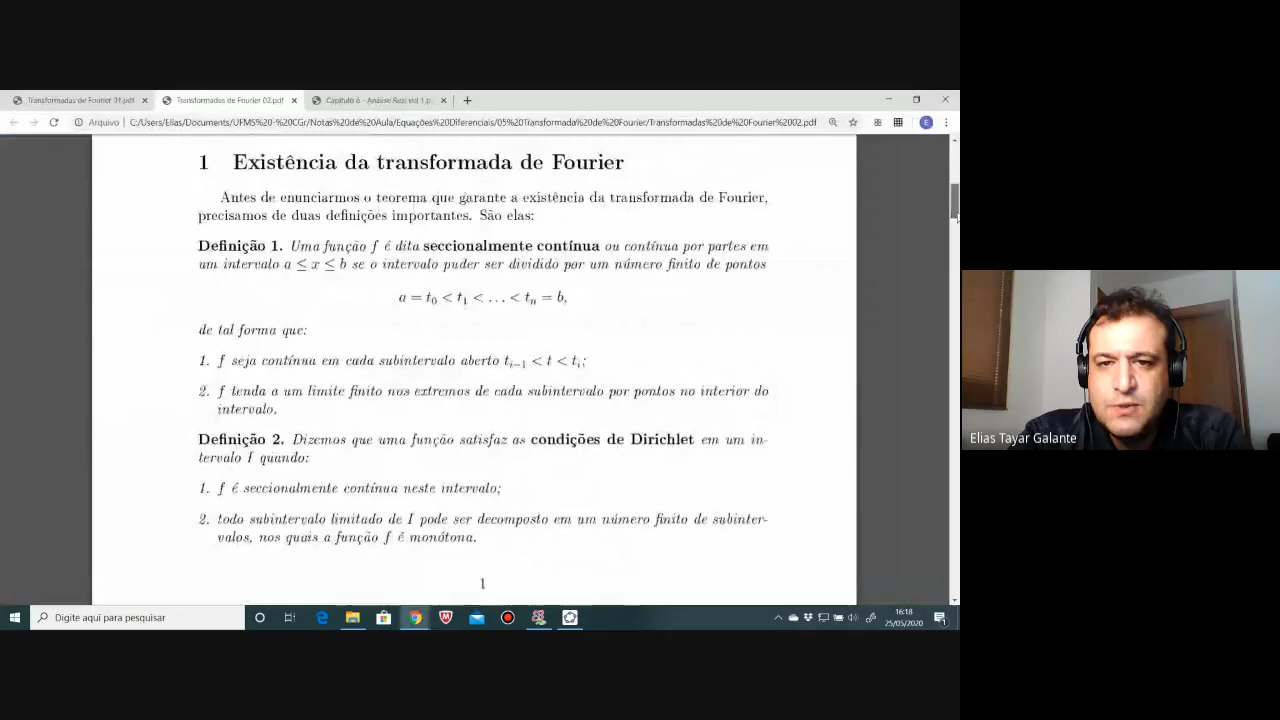 Transformadas de Fourier 01.pdf
Transformadas de Fourier 02.pdf
Capítulo 6 - Análise Real vol 1.p
Arquivo | C:/Users/Elias/Documents/UFMS%20-%20CGr/Notas%20de%20Aula/Equações%20Diferenciais/05%20Transformada%20de%20Fourier/Transformadas%20de%20Fourier%2002.pdf
E
1 Existência da transformada de Fourier
Antes de enunciarmos o teorema que garante a existência da transformada de Fourier,
precisamos de duas definições importantes. São elas:
Definição 1. Uma função f é dita seccionalmente contínua ou contínua por partes em
um intervalo a ≤ x ≤ b se o intervalo puder ser dividido por um número finito de pontos
a = t₀ < t₁ < . . . < tₙ = b,
de tal forma que:
1. f seja contínua em cada subintervalo aberto tᵢ₋₁ < t < tᵢ;
2. f tenda a um limite finito nos extremos de cada subintervalo por pontos no interior do
intervalo.
Definição 2. Dizemos que uma função satisfaz as condições de Dirichlet em um in-
tervalo I quando:
1. f é seccionalmente contínua neste intervalo;
2. todo subintervalo limitado de I pode ser decomposto em um número finito de subinter-
valos, nos quais a função f é monótona.
1
Elias Tayar Galante
Digite aqui para pesquisar
16:18
25/05/2020